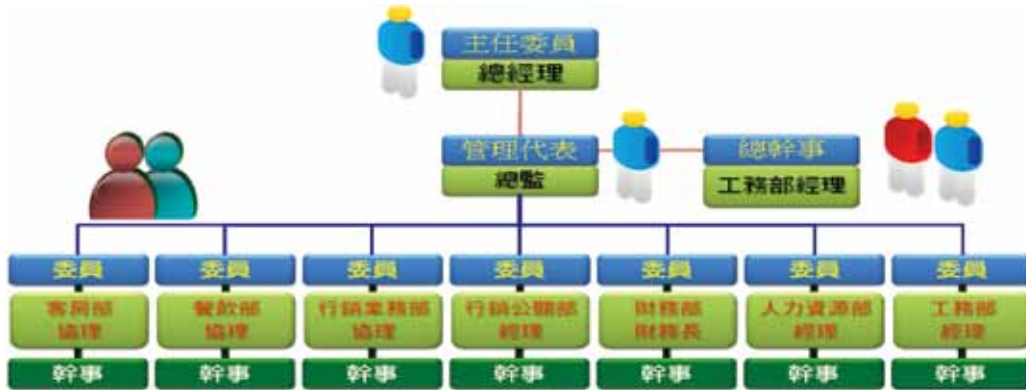 主任委員
總經理
管理代表
總監
總幹事
工務部經理
委員 委員 委員 委員 委員 委員 委員
客房部 餐飲部 行銷業務部 行銷公關部 財務部 人力資源部 工務部
協理 協理 協理 經理 財務長 經理 經理
幹事 幹事 幹事 幹事 幹事 幹事 幹事